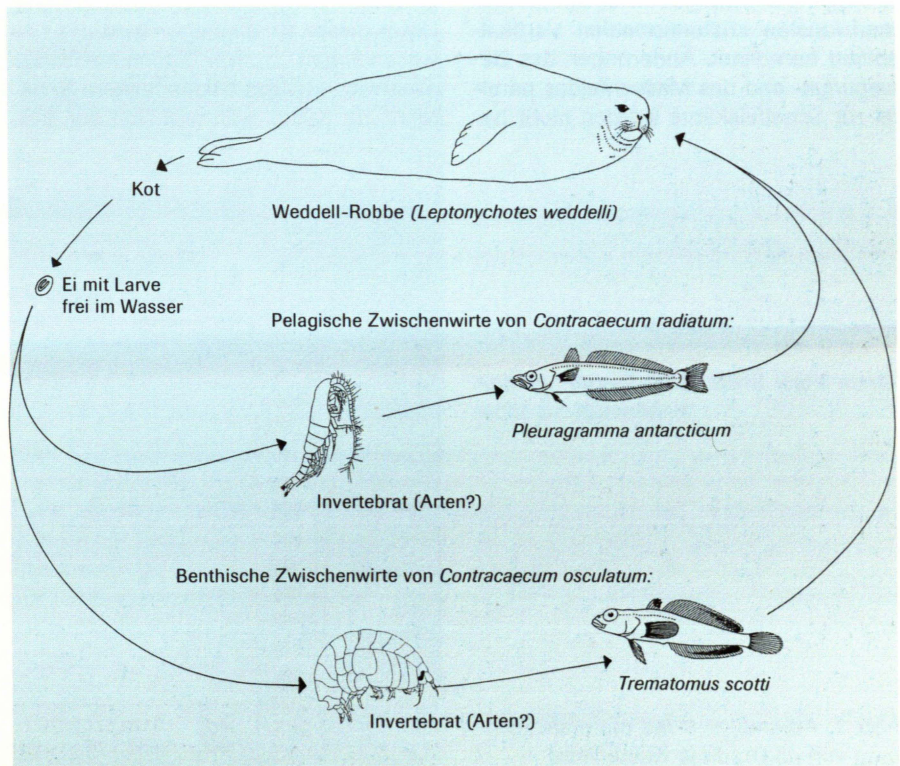 Kot
Weddell-Robbe (Leptonychotes weddelli)
Ei mit Larve
frei im Wasser
Pelagische Zwischenwirte von Contracaecum radiatum:
Pleuragramma antarcticum
Invertebrat (Arten?)
Benthische Zwischenwirte von Contracaecum osculatum:
Trematomus scotti
Invertebrat (Arten?)